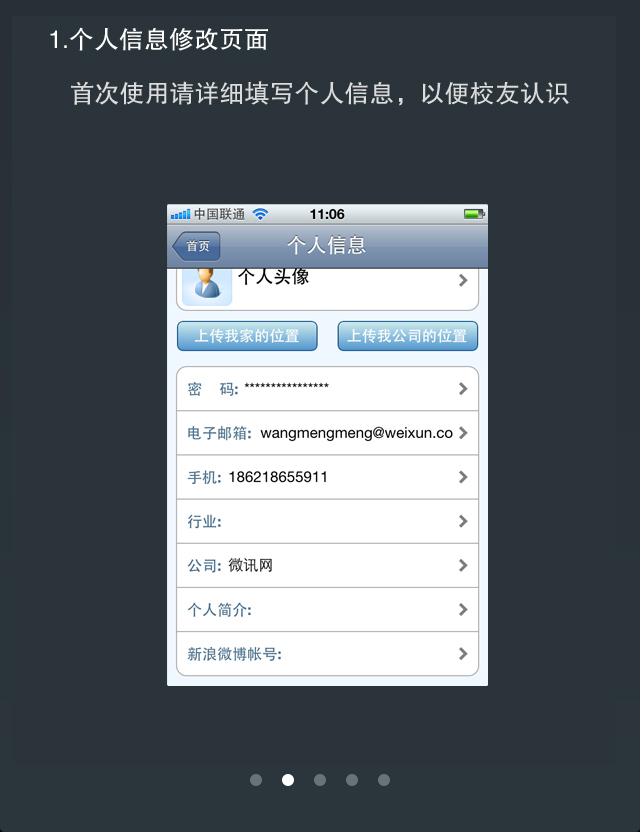 1.个人信息修改页面
首次使用请详细填写个人信息，以便校友认识
中国联通 11:06
首页 个人信息
个人头像
上传我家的位置 上传我公司的位置
密 码: ****************
电子邮箱: wangmengmeng@weixun.co
手机: 186218655911
行业:
公司: 微讯网
个人简介:
新浪微博帐号: